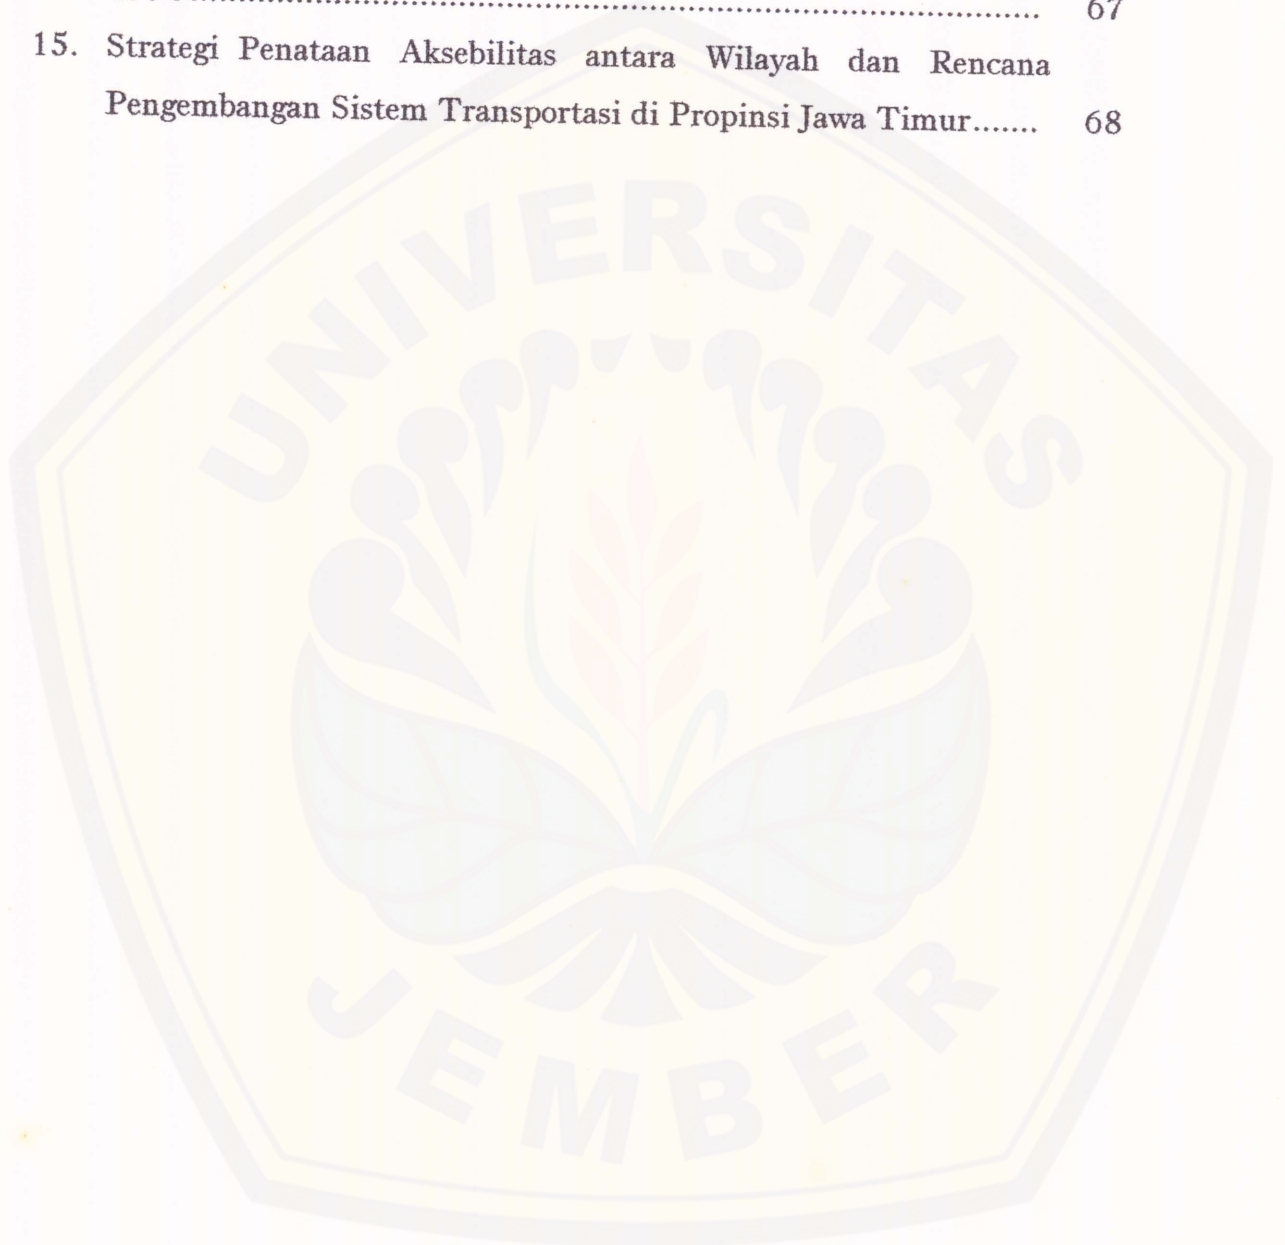 67
15. Strategi Penataan Aksebilitas antara Wilayah dan Rencana
Pengembangan Sistem Transportasi di Propinsi Jawa Timur....... 68
UNIVERSITAS
JEMBER